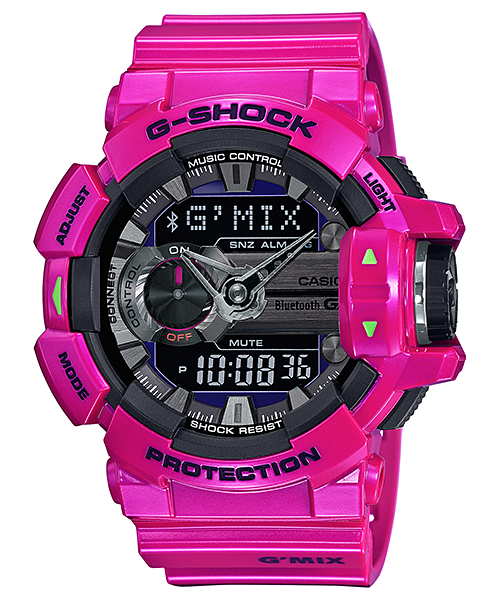 G-SHOCK
MUSIC CONTROL
ADJUST
LIGHT
G'MIX
SNZ ALM
ON
CONNECT
CONTROL
OFF
CASIO
Bluetooth
MUTE
P 10:08 36
MODE
SHOCK RESIST
PROTECTION
G'MIX